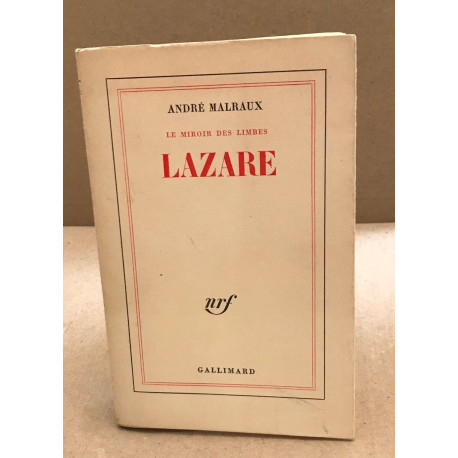 ANDRÉ MALRAUX
LE MIROIR DES LIMBES
LAZARE
nrf
GALLIMARD